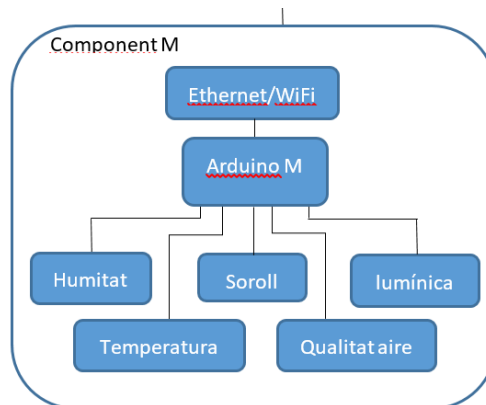 Component M
Ethernet/WiFi
Arduino M
Humitat
Soroll
lumínica
Temperatura
Qualitat aire